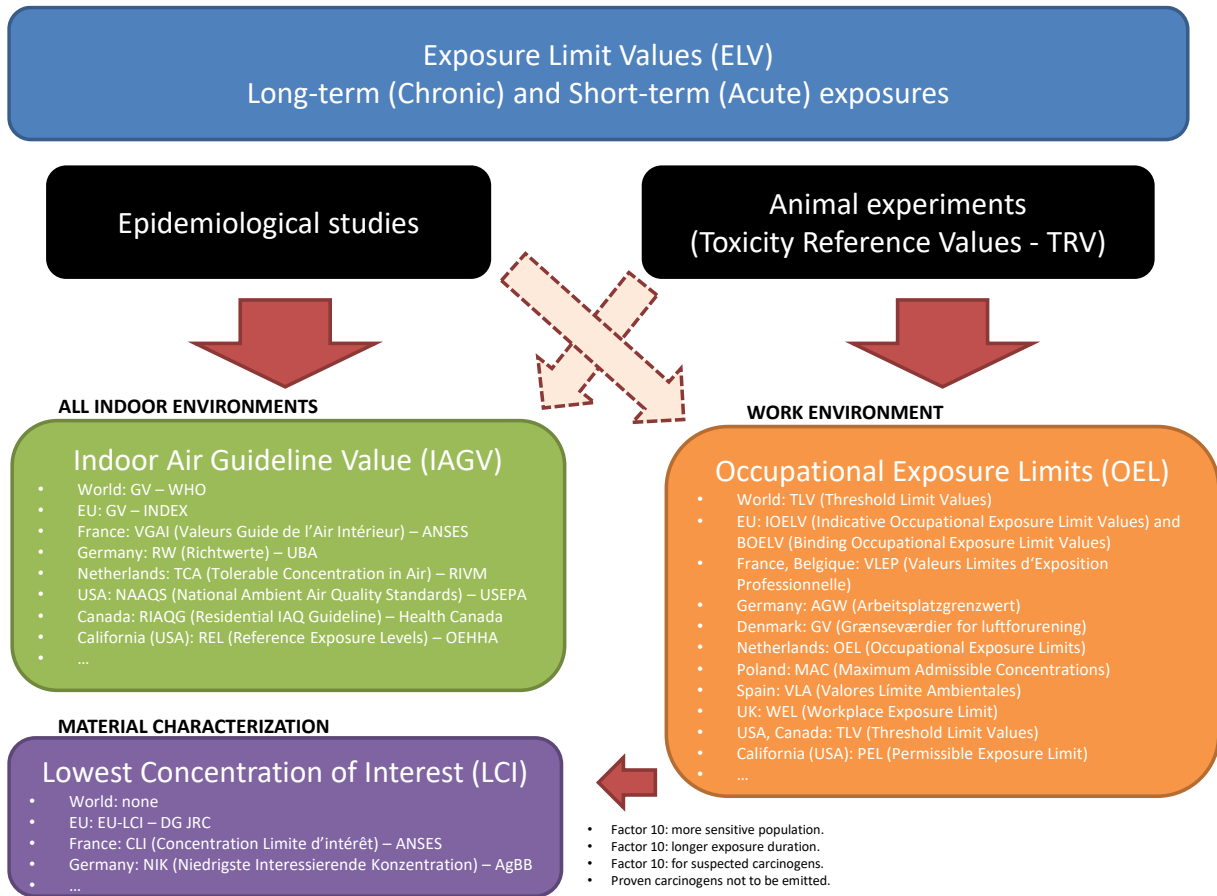 Exposure Limit Values (ELV)
Long-term (Chronic) and Short-term (Acute) exposures
Epidemiological studies
Animal experiments
(Toxicity Reference Values - TRV)
ALL INDOOR ENVIRONMENTS
Indoor Air Guideline Value (IAGV)
• World: GV – WHO
• EU: GV – INDEX
• France: VGAI (Valeurs Guide de l'Air Intérieur) – ANSES
• Germany: RW (Richtwerte) – UBA
• Netherlands: TCA (Tolerable Concentration in Air) – RIVM
• USA: NAAQS (National Ambient Air Quality Standards) – USEPA
• Canada: RIAQG (Residential IAQ Guideline) – Health Canada
• California (USA): REL (Reference Exposure Levels) – OEHHA
• …
WORK ENVIRONMENT
Occupational Exposure Limits (OEL)
• World: TLV (Threshold Limit Values)
• EU: IOELV (Indicative Occupational Exposure Limit Values) and
BOELV (Binding Occupational Exposure Limit Values)
• France, Belgique: VLEP (Valeurs Limites d'Exposition
Professionnelle)
• Germany: AGW (Arbeitsplatzgrenzwert)
• Denmark: GV (Grænseværdier for luftforurening)
• Netherlands: OEL (Occupational Exposure Limits)
• Poland: MAC (Maximum Admissible Concentrations)
• Spain: VLA (Valores Límite Ambientales)
• UK: WEL (Workplace Exposure Limit)
• USA, Canada: TLV (Threshold Limit Values)
• California (USA): PEL (Permissible Exposure Limit)
• …
MATERIAL CHARACTERIZATION
Lowest Concentration of Interest (LCI)
• World: none
• EU: EU-LCI – DG JRC
• France: CLI (Concentration Limite d'intérêt) – ANSES
• Germany: NIK (Niedrigste Interessierende Konzentration) – AgBB
• …
• Factor 10: more sensitive population.
• Factor 10: longer exposure duration.
• Factor 10: for suspected carcinogens.
• Proven carcinogens not to be emitted.